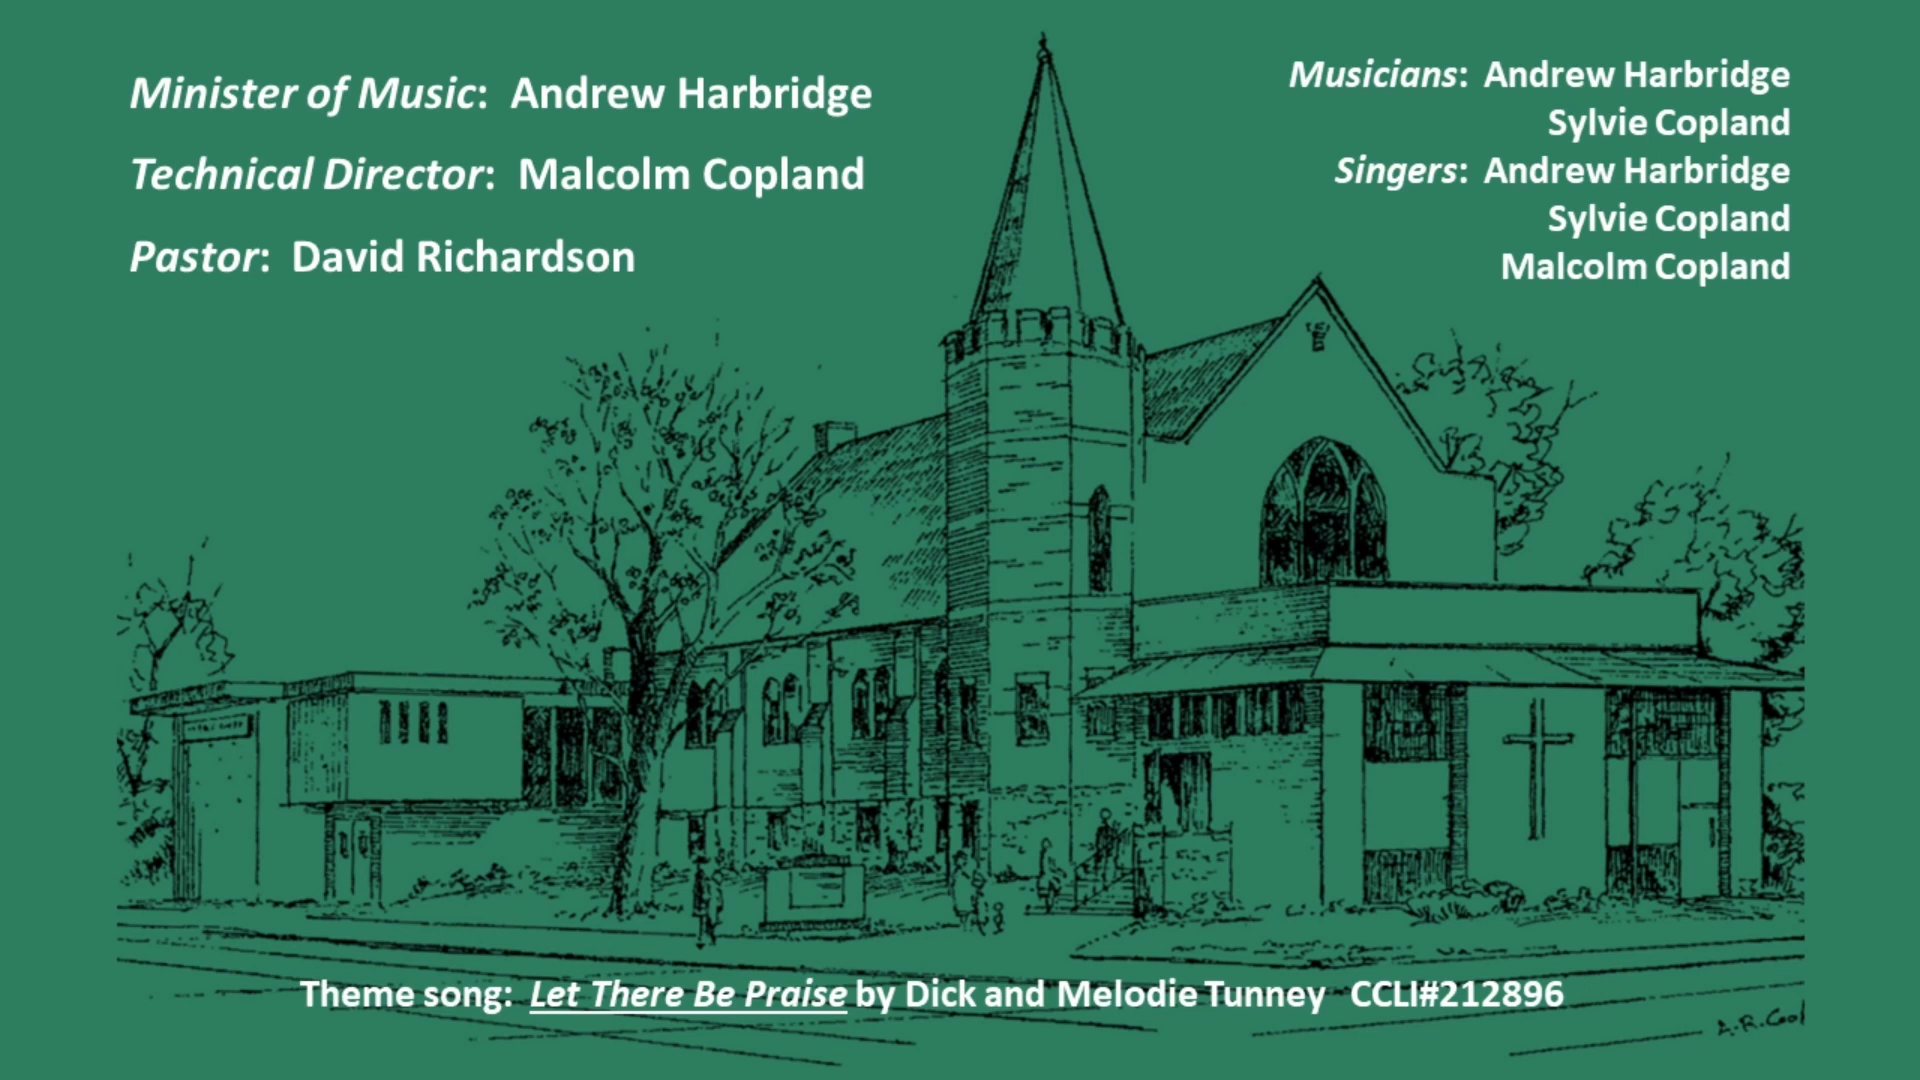 Minister of Music: Andrew Harbridge
Technical Director: Malcolm Copland
Pastor: David Richardson
Musicians: Andrew Harbridge
Sylvie Copland
Singers: Andrew Harbridge
Sylvie Copland
Malcolm Copland
Theme song: Let There Be Praise by Dick and Melodie Tunney CCLI#212896